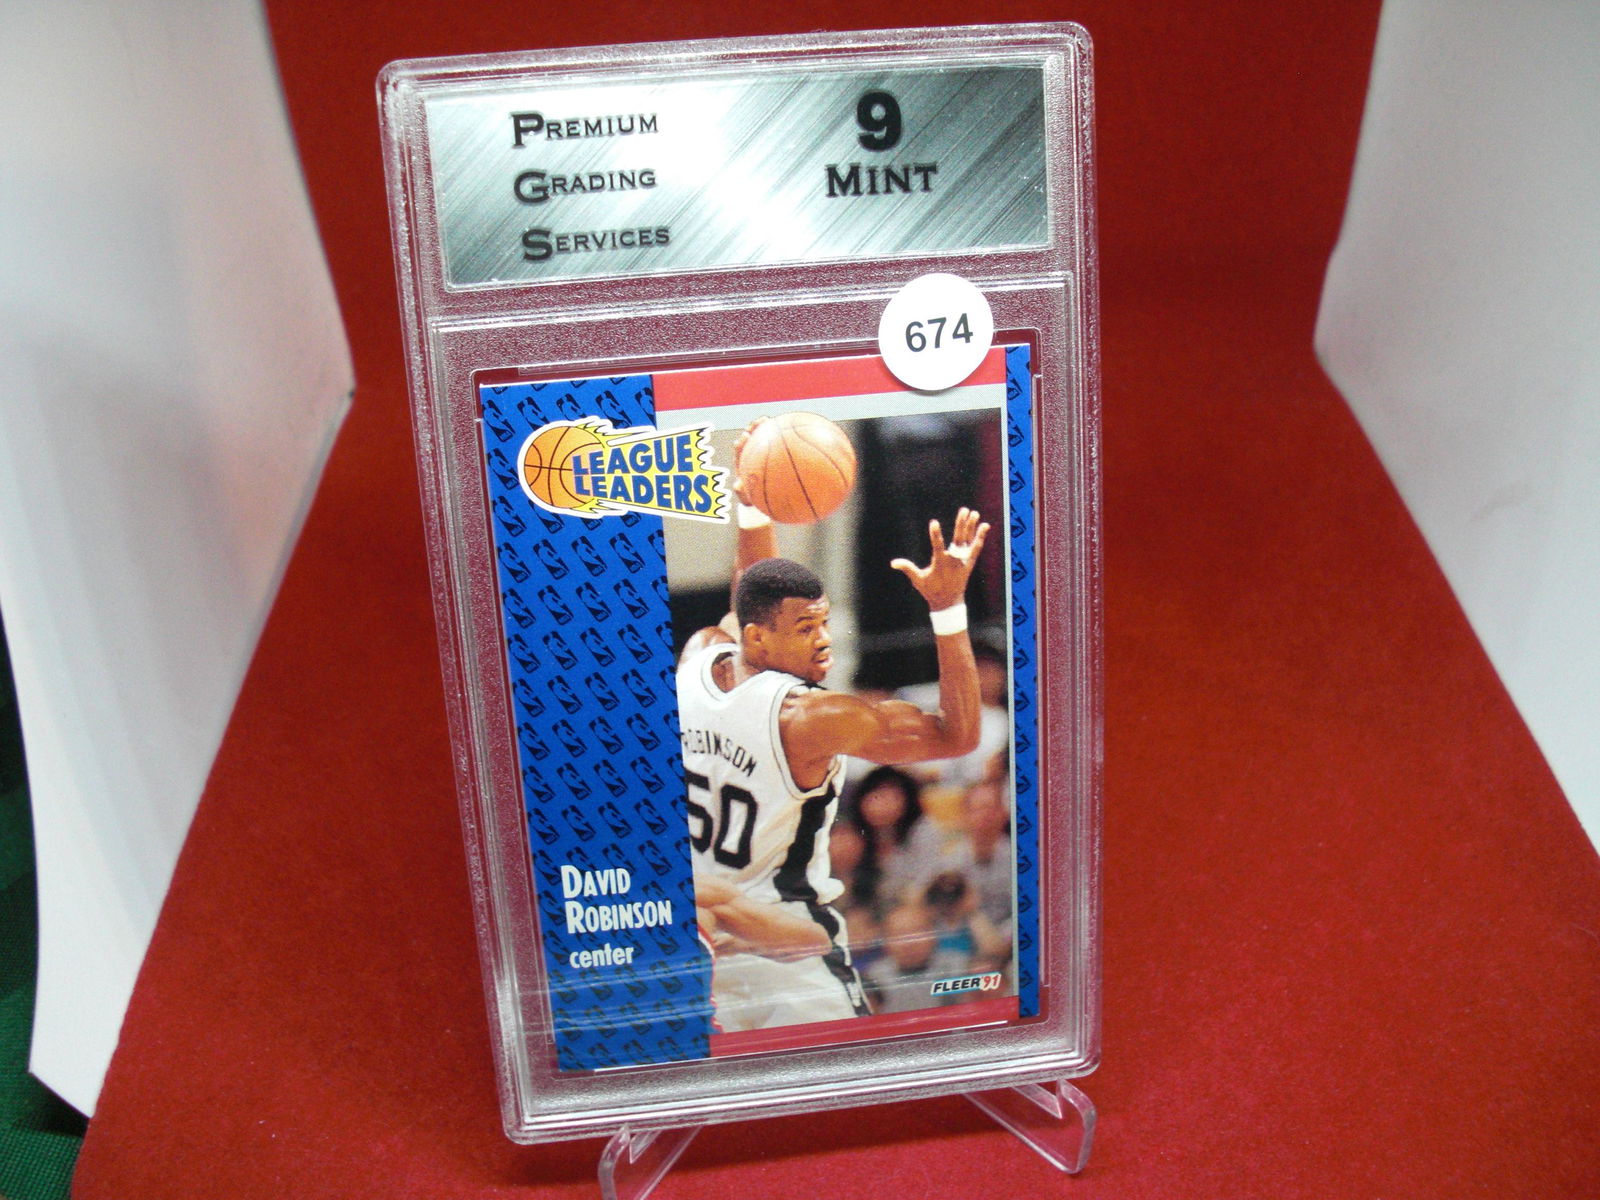 PREMIUM
GRADING
SERVICES
9
MINT
674
LEAGUE
LEADERS
ROBINSON
50
DAVID
ROBINSON
center
FLEER '91